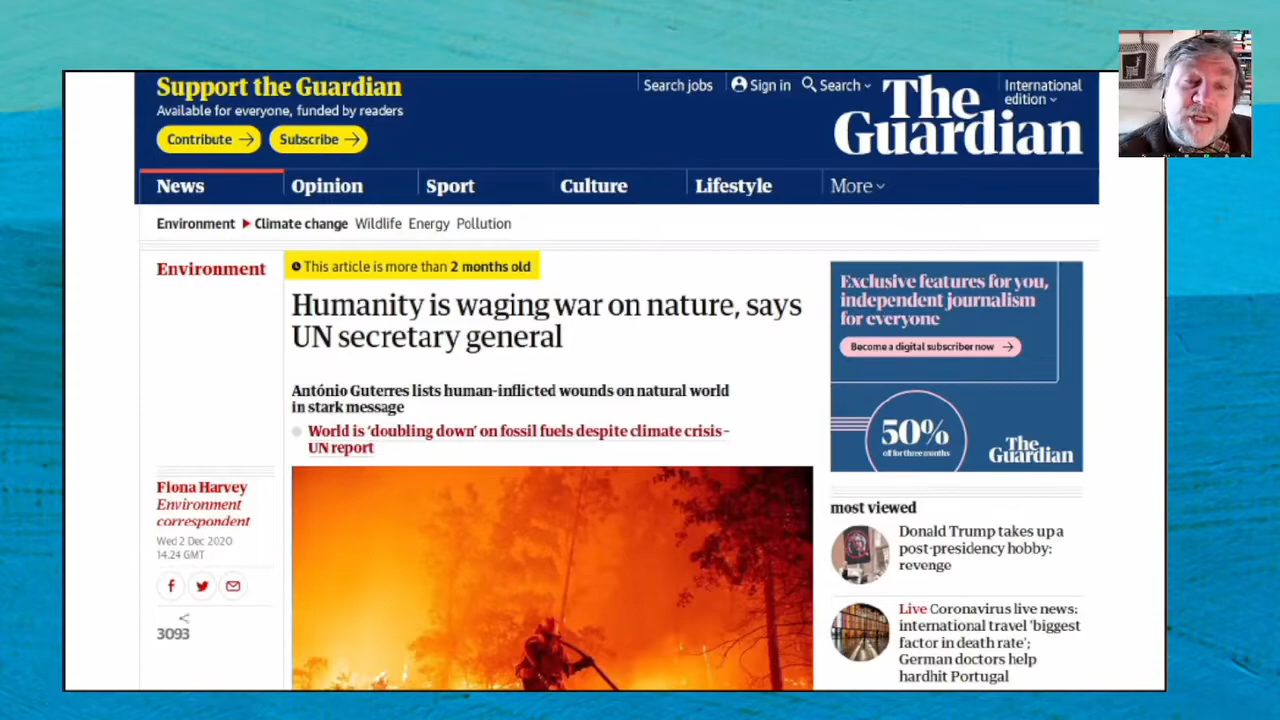 Support the Guardian
Available for everyone, funded by readers
Contribute →
Subscribe →
Search jobs
Sign in
Search
International
edition
The
Guardian
News
Opinion
Sport
Culture
Lifestyle
More
Environment
Climate change
Wildlife
Energy
Pollution
Environment
This article is more than 2 months old
Humanity is waging war on nature, says
UN secretary general
António Guterres lists human-inflicted wounds on natural world
in stark message
World is ‘doubling down’ on fossil fuels despite climate crisis –
UN report
Fiona Harvey
Environment
correspondent
Wed 2 Dec 2020
14.24 GMT
3093
Exclusive features for you,
independent journalism
for everyone
Become a digital subscriber now →
50%
off for three months
The
Guardian
most viewed
Donald Trump takes up a
post-presidency hobby:
revenge
Live Coronavirus live news:
international travel ‘biggest
factor in death rate’;
German doctors help
hardhit Portugal